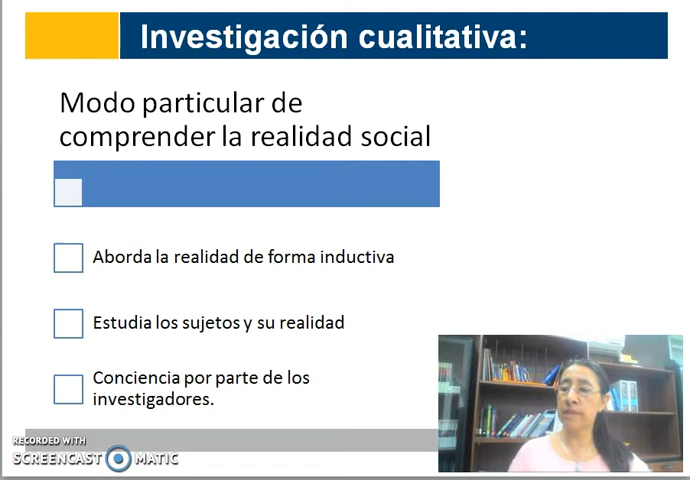 Investigación cualitativa:
Modo particular de
comprender la realidad social
Aborda la realidad de forma inductiva
Estudia los sujetos y su realidad
Conciencia por parte de los
investigadores.
RECORDED WITH
SCREENCAST MATIC